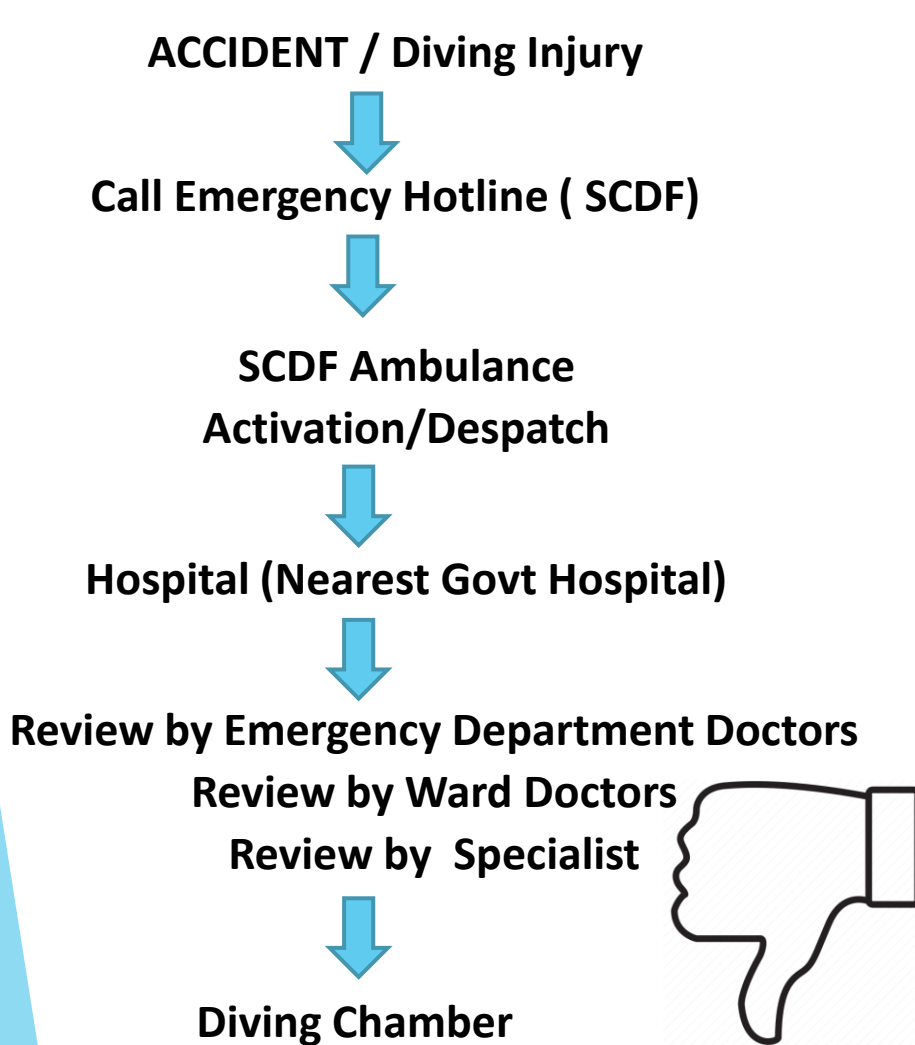 ACCIDENT / Diving Injury
Call Emergency Hotline ( SCDF)
SCDF Ambulance
Activation/Despatch
Hospital (Nearest Govt Hospital)
Review by Emergency Department Doctors
Review by Ward Doctors
Review by  Specialist
Diving Chamber